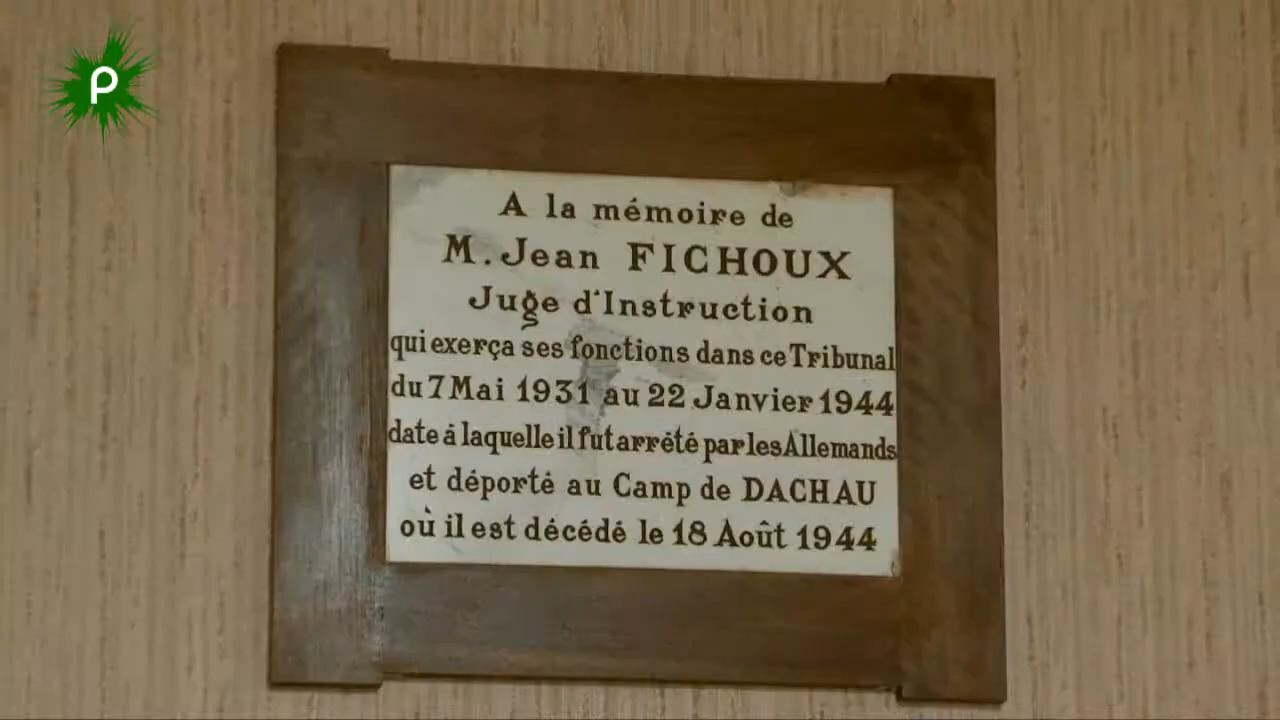 P
A la mémoire de
M. Jean FICHOUX
Juge d'Instruction
qui exerça ses fonctions dans ce Tribunal
du 7 Mai 1931 au 22 Janvier 1944
date à laquelle il fut arrêté par les Allemands
et déporté au Camp de DACHAU
où il est décédé le 18 Août 1944